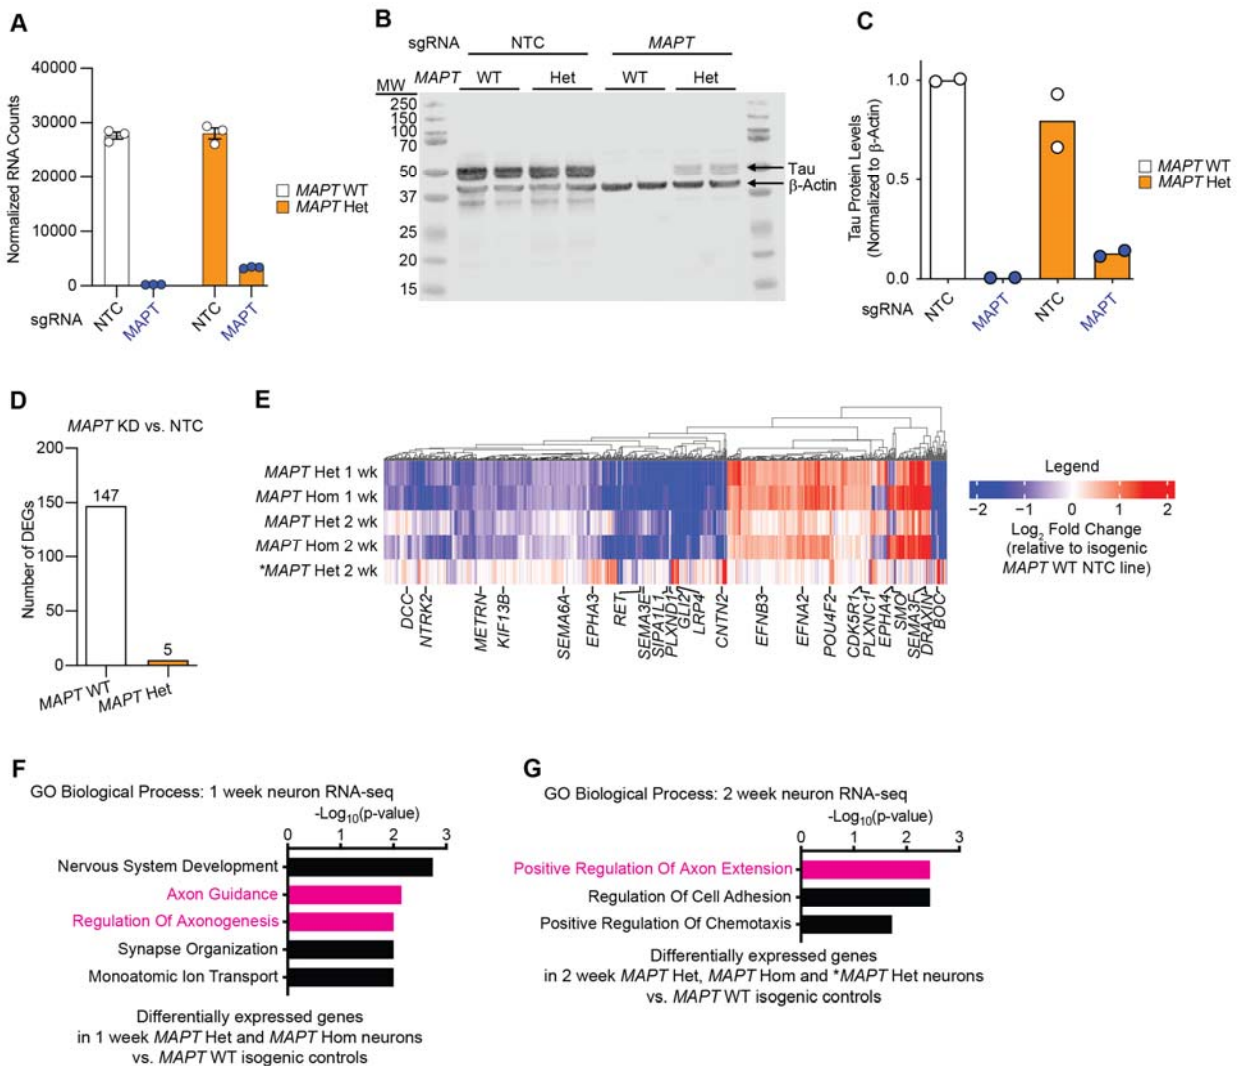 A
40000
30000
20000
10000
0
Normalized RNA Counts
MAPT WT
MAPT Het
sgRNA
NTC
MAPT
NTC
MAPT
B
sgRNA NTC MAPT
MW MAPT WT Het WT Het
250
150
100
70
50
37
25
20
15
Tau
β-Actin
C
1.0
0.5
0.0
Tau Protein Levels
(Normalized to β-Actin)
MAPT WT
MAPT Het
sgRNA
NTC
MAPT
NTC
MAPT
D
MAPT KD vs. NTC
200
150
100
50
0
Number of DEGs
147
5
MAPT WT
MAPT Het
E
MAPT Het 1 wk
MAPT Hom 1 wk
MAPT Het 2 wk
MAPT Hom 2 wk
*MAPT Het 2 wk
DCC
NTRK2
METRN
KIF13B
SEMA6A
EPHA3
RET
SEMA3E
SIPA1L1
PLXND1
GLI2
LRP4
CNTN2
EFNB3
EFNA2
POU4F2
CDK5R1
PLXNC1
EPHA4
SMO
SEMA3F
DRAXIN
BOC
Legend
−2 −1 0 1 2
Log2 Fold Change
(relative to isogenic
MAPT WT NTC line)
F
GO Biological Process: 1 week neuron RNA-seq
-Log10(p-value)
0 1 2 3
Nervous System Development
Axon Guidance
Regulation Of Axonogenesis
Synapse Organization
Monoatomic Ion Transport
Differentially expressed genes
in 1 week MAPT Het and MAPT Hom neurons
vs. MAPT WT isogenic controls
G
GO Biological Process: 2 week neuron RNA-seq
-Log10(p-value)
0 1 2 3
Positive Regulation Of Axon Extension
Regulation Of Cell Adhesion
Positive Regulation Of Chemotaxis
Differentially expressed genes
in 2 week MAPT Het, MAPT Hom and *MAPT Het neurons
vs. MAPT WT isogenic controls